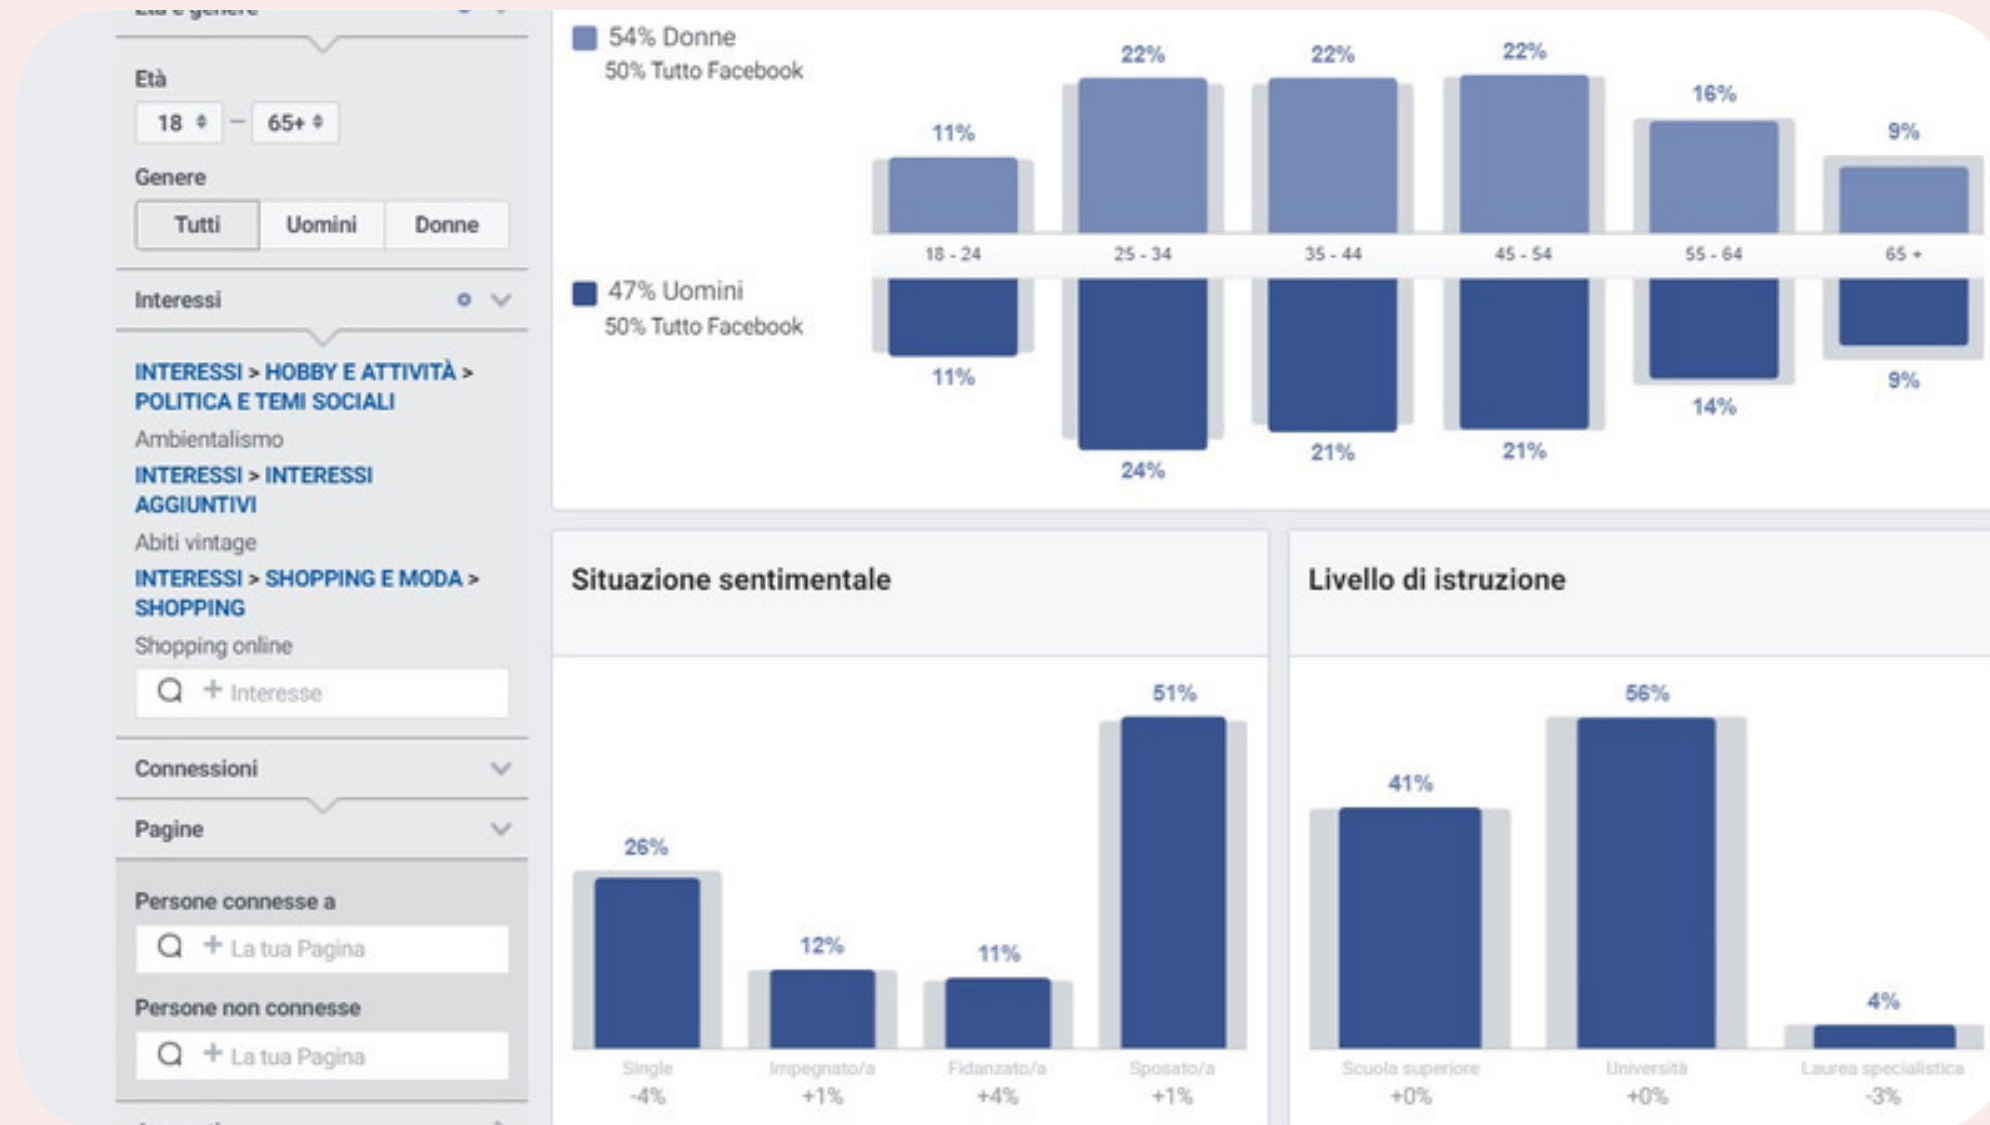 Età e genere
Età
18 – 65+
Genere
Tutti Uomini Donne
Interessi
INTERESSI > HOBBY E ATTIVITÀ >
POLITICA E TEMI SOCIALI
Ambientalismo
INTERESSI > INTERESSI
AGGIUNTIVI
Abiti vintage
INTERESSI > SHOPPING E MODA >
SHOPPING
Shopping online
+ Interesse
Connessioni
Pagine
Persone connesse a
+ La tua Pagina
Persone non connesse
+ La tua Pagina
54% Donne
50% Tutto Facebook
11% 22% 22% 22% 16% 9%
18 - 24 25 - 34 35 - 44 45 - 54 55 - 64 65 +
47% Uomini
50% Tutto Facebook
11% 24% 21% 21% 14% 9%
Situazione sentimentale
26% 12% 11% 51%
Single Impegnato/a Fidanzato/a Sposato/a
-4% +1% +4% +1%
Livello di istruzione
41% 56% 4%
Scuola superiore Università Laurea specialistica
+0% +0% -3%